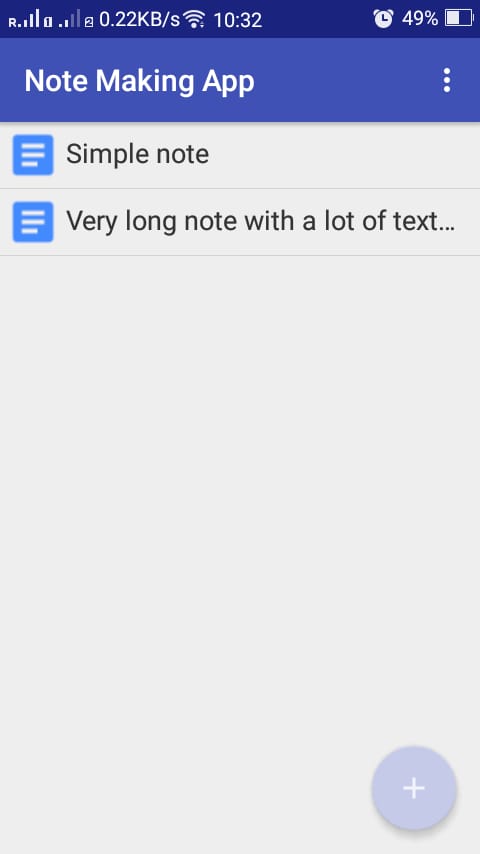 R 1 2 0.22KB/s 10:32 49%
Note Making App
Simple note
Very long note with a lot of text...
+